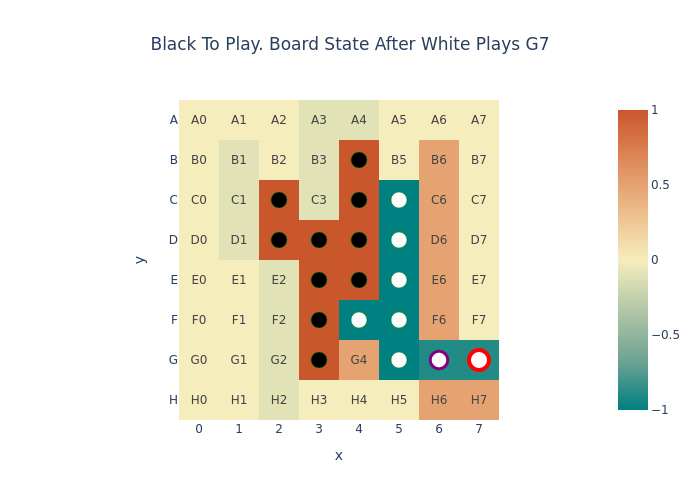 Black To Play. Board State After White Plays G7
A A0 A1 A2 A3 A4 A5 A6 A7 1
B B0 B1 B2 B3 B5 B6 B7
C C0 C1 C3 C6 C7 0.5
D D0 D1 D6 D7
y 0
E E0 E1 E2 E6 E7
F F0 F1 F2 F6 F7 −0.5
G G0 G1 G2 G4
H H0 H1 H2 H3 H4 H5 H6 H7 −1
0 1 2 3 4 5 6 7
x